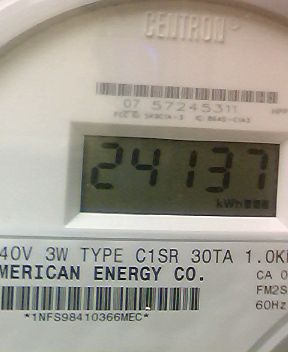 CENTRON®
07 57245311
24137
kWh
40V 3W TYPE C1SR 30TA 1.0K
MERICAN ENERGY CO.
CA 0
FM2S
60Hz
*1NFS98410366MEC*